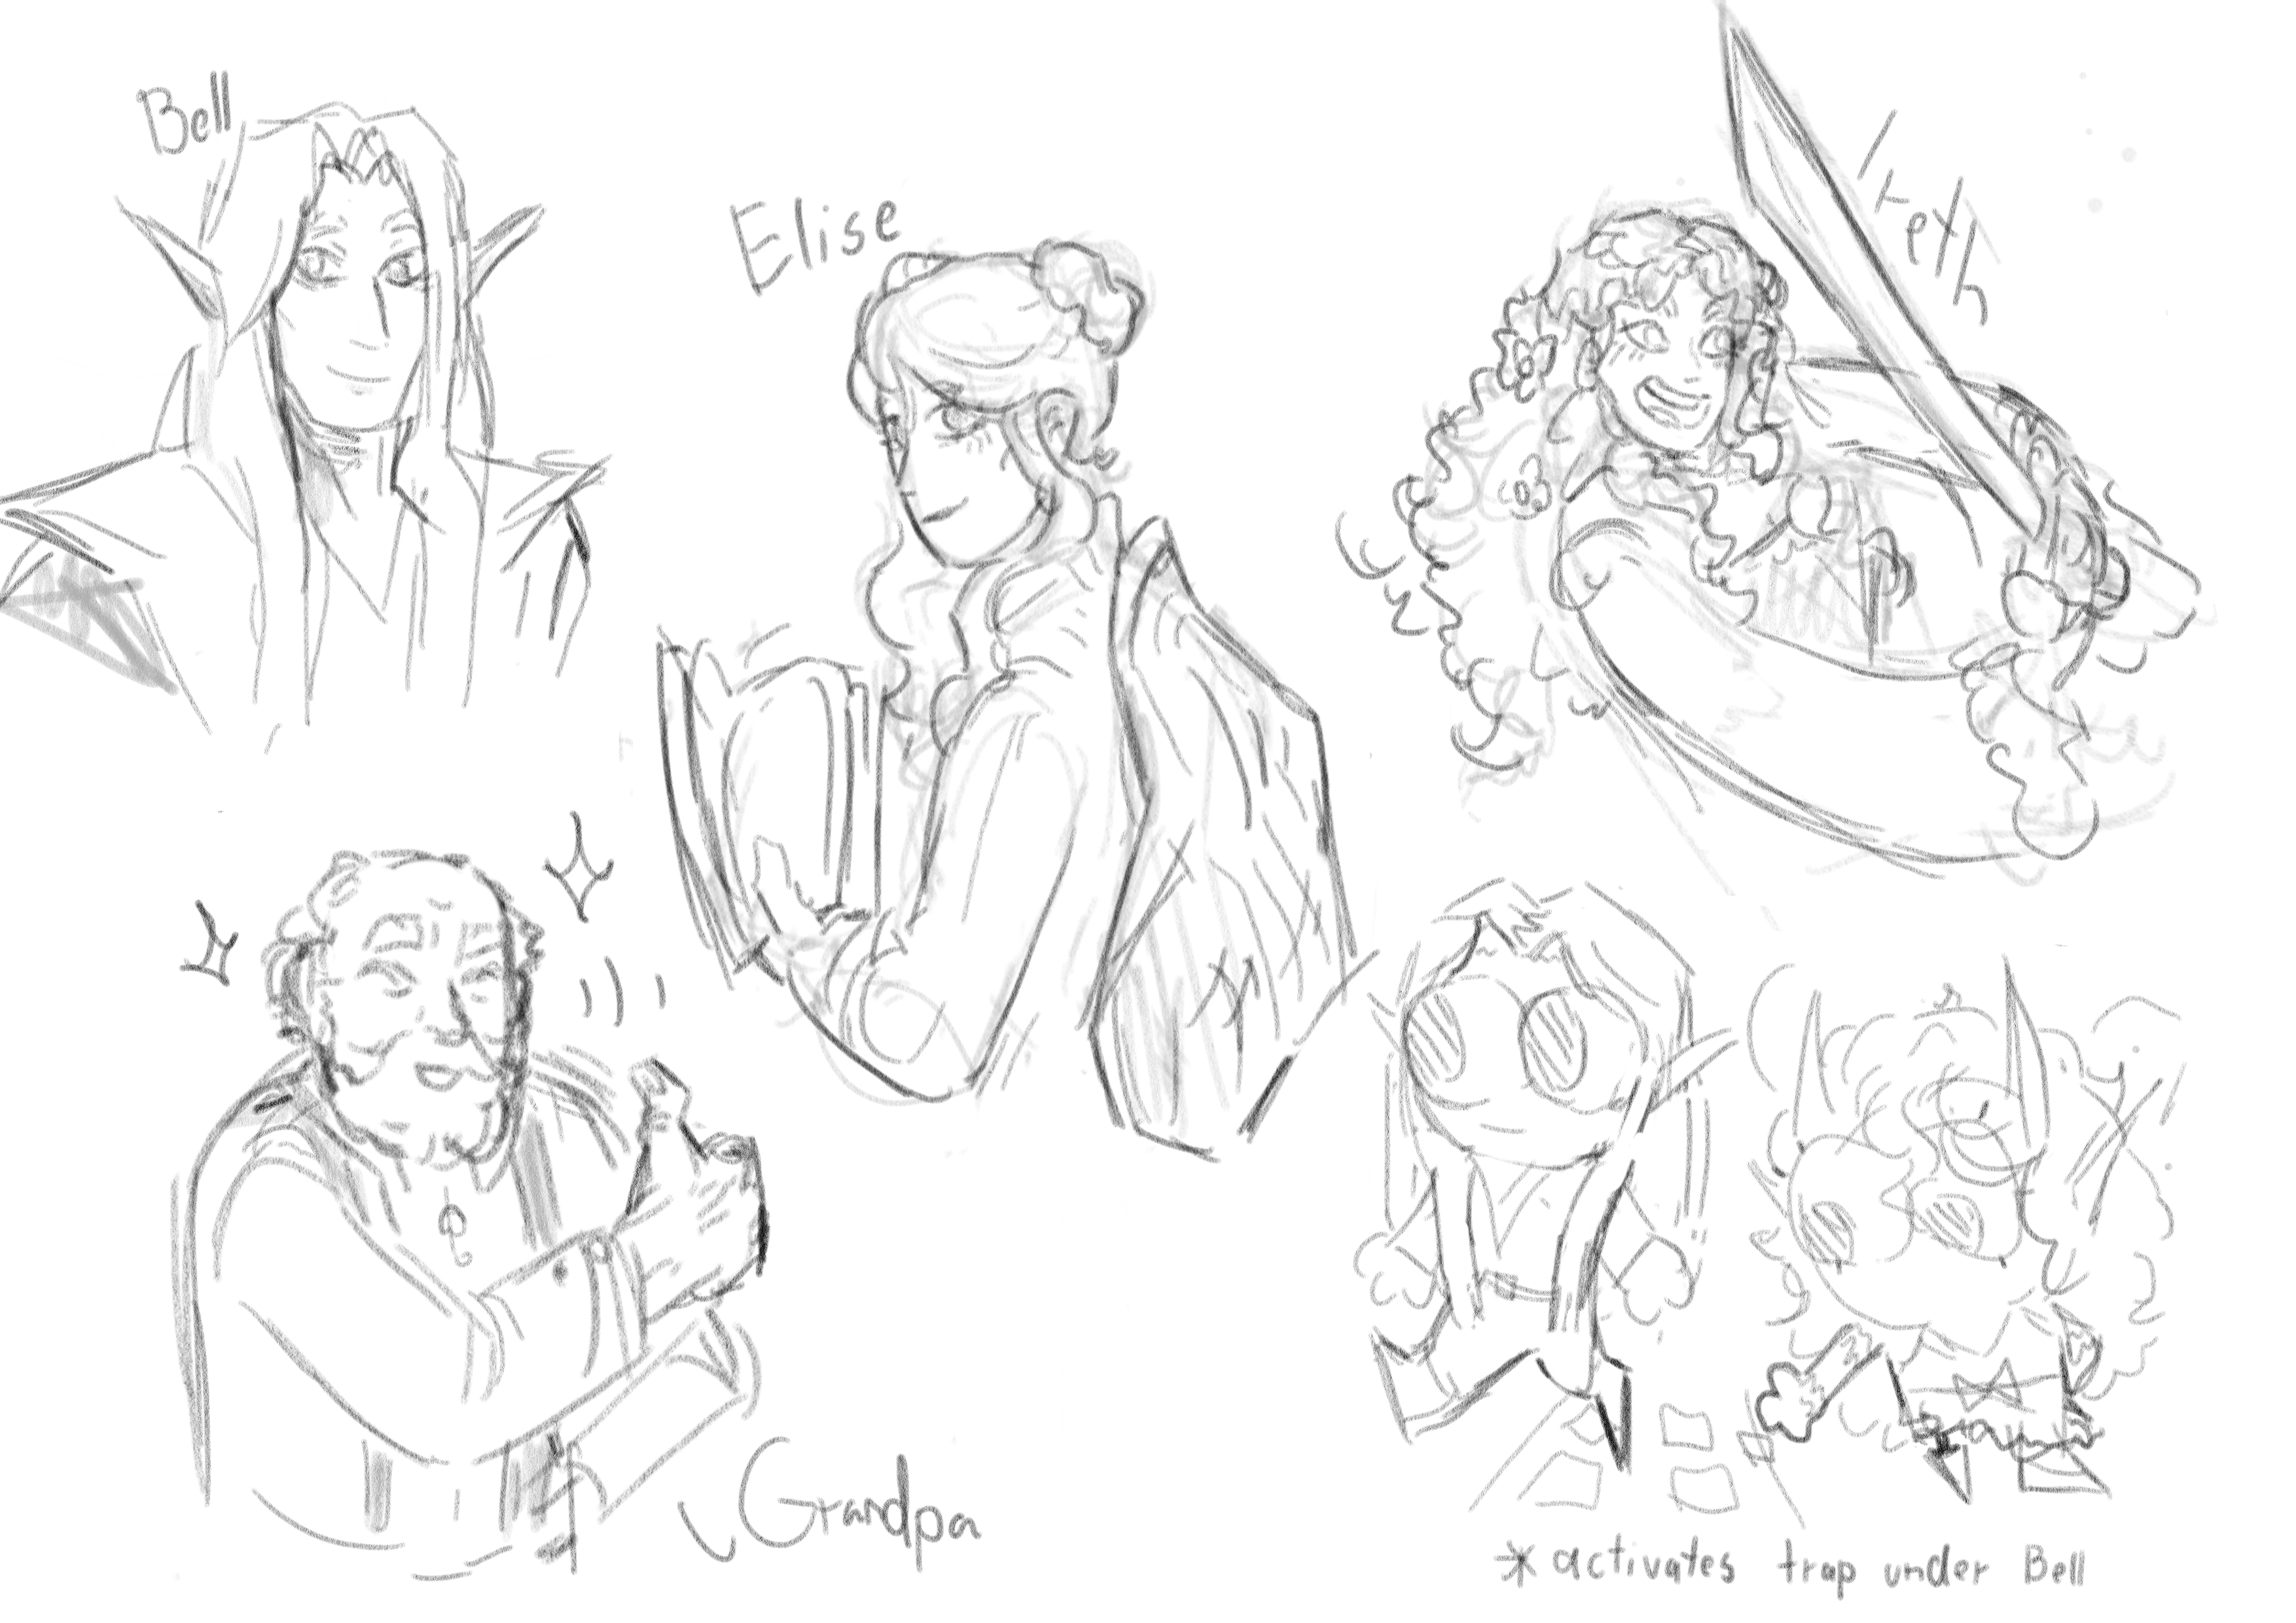 Bell
Elise
Ireth
Grandpa
* activates trap under Bell